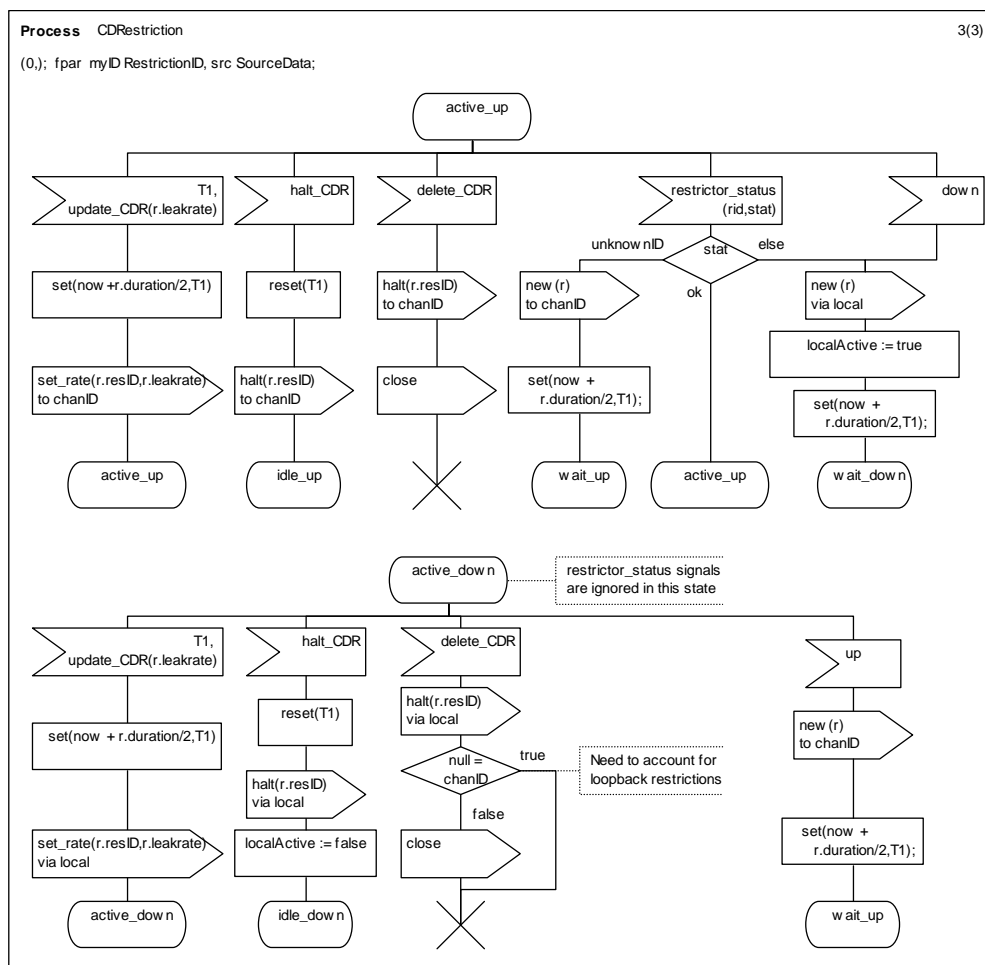 Process CDRestriction 3(3)
(0,); fpar myID RestrictionID, src SourceData;
active_up
T1,
update_CDR(r.leakrate)
halt_CDR
delete_CDR
restrictor_status
(rid,stat)
down
unknownID
stat
else
ok
set(now +r.duration/2,T1)
reset(T1)
halt(r.resID)
to chanID
new (r)
to chanID
new (r)
via local
localActive := true
set_rate(r.resID,r.leakrate)
to chanID
halt(r.resID)
to chanID
close
set(now +
r.duration/2,T1);
set(now +
r.duration/2,T1);
active_up
idle_up
wait_up
active_up
wait_down
active_down
restrictor_status signals
are ignored in this state
T1,
update_CDR(r.leakrate)
halt_CDR
delete_CDR
up
set(now + r.duration/2,T1)
reset(T1)
halt(r.resID)
via local
new (r)
to chanID
null =
chanID
true
Need to account for
loopback restrictions
false
halt(r.resID)
via local
set_rate(r.resID,r.leakrate)
via local
localActive := false
close
set(now +
r.duration/2,T1);
active_down
idle_down
wait_up